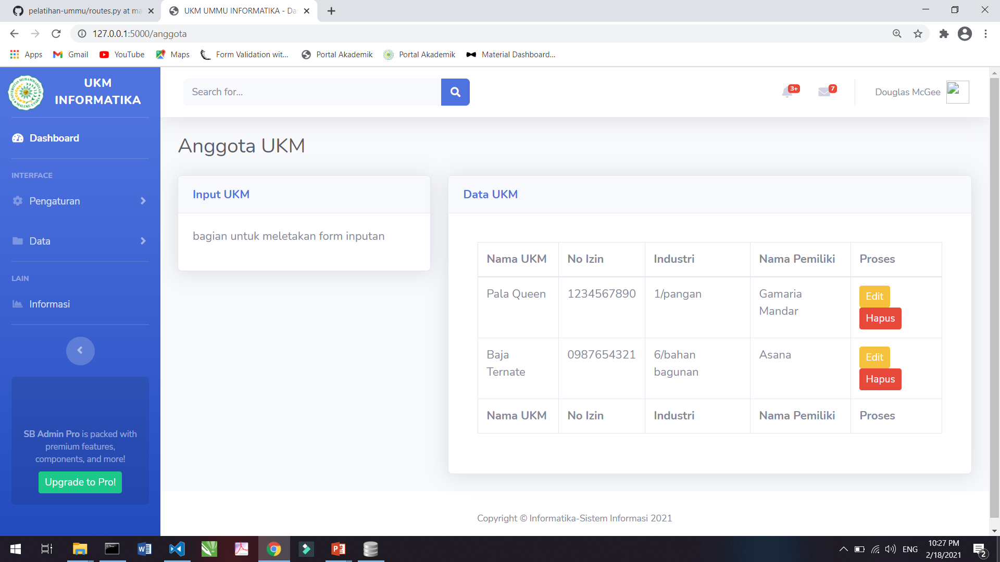 pelatihan-ummu/routes.py at ma
UKM UMMU INFORMATIKA - Da
127.0.0.1:5000/anggota
Apps
Gmail
YouTube
Maps
Form Validation wit...
Portal Akademik
Portal Akademik
Material Dashboard...
UKM
INFORMATIKA
Search for...
3+
7
Douglas McGee
Dashboard
INTERFACE
Pengaturan
Data
LAIN
Informasi
SB Admin Pro is packed with
premium features,
components, and more!
Upgrade to Pro!
Anggota UKM
Input UKM
bagian untuk meletakan form inputan
Data UKM
Nama UKM No Izin Industri Nama Pemiliki Proses
Pala Queen 1234567890 1/pangan Gamaria
Mandar
Edit
Hapus
Baja
Ternate
0987654321
6/bahan
bagunan
Asana
Edit
Hapus
Nama UKM No Izin Industri Nama Pemiliki Proses
Copyright © Informatika-Sistem Informasi 2021
ENG
10:27 PM
2/18/2021
2